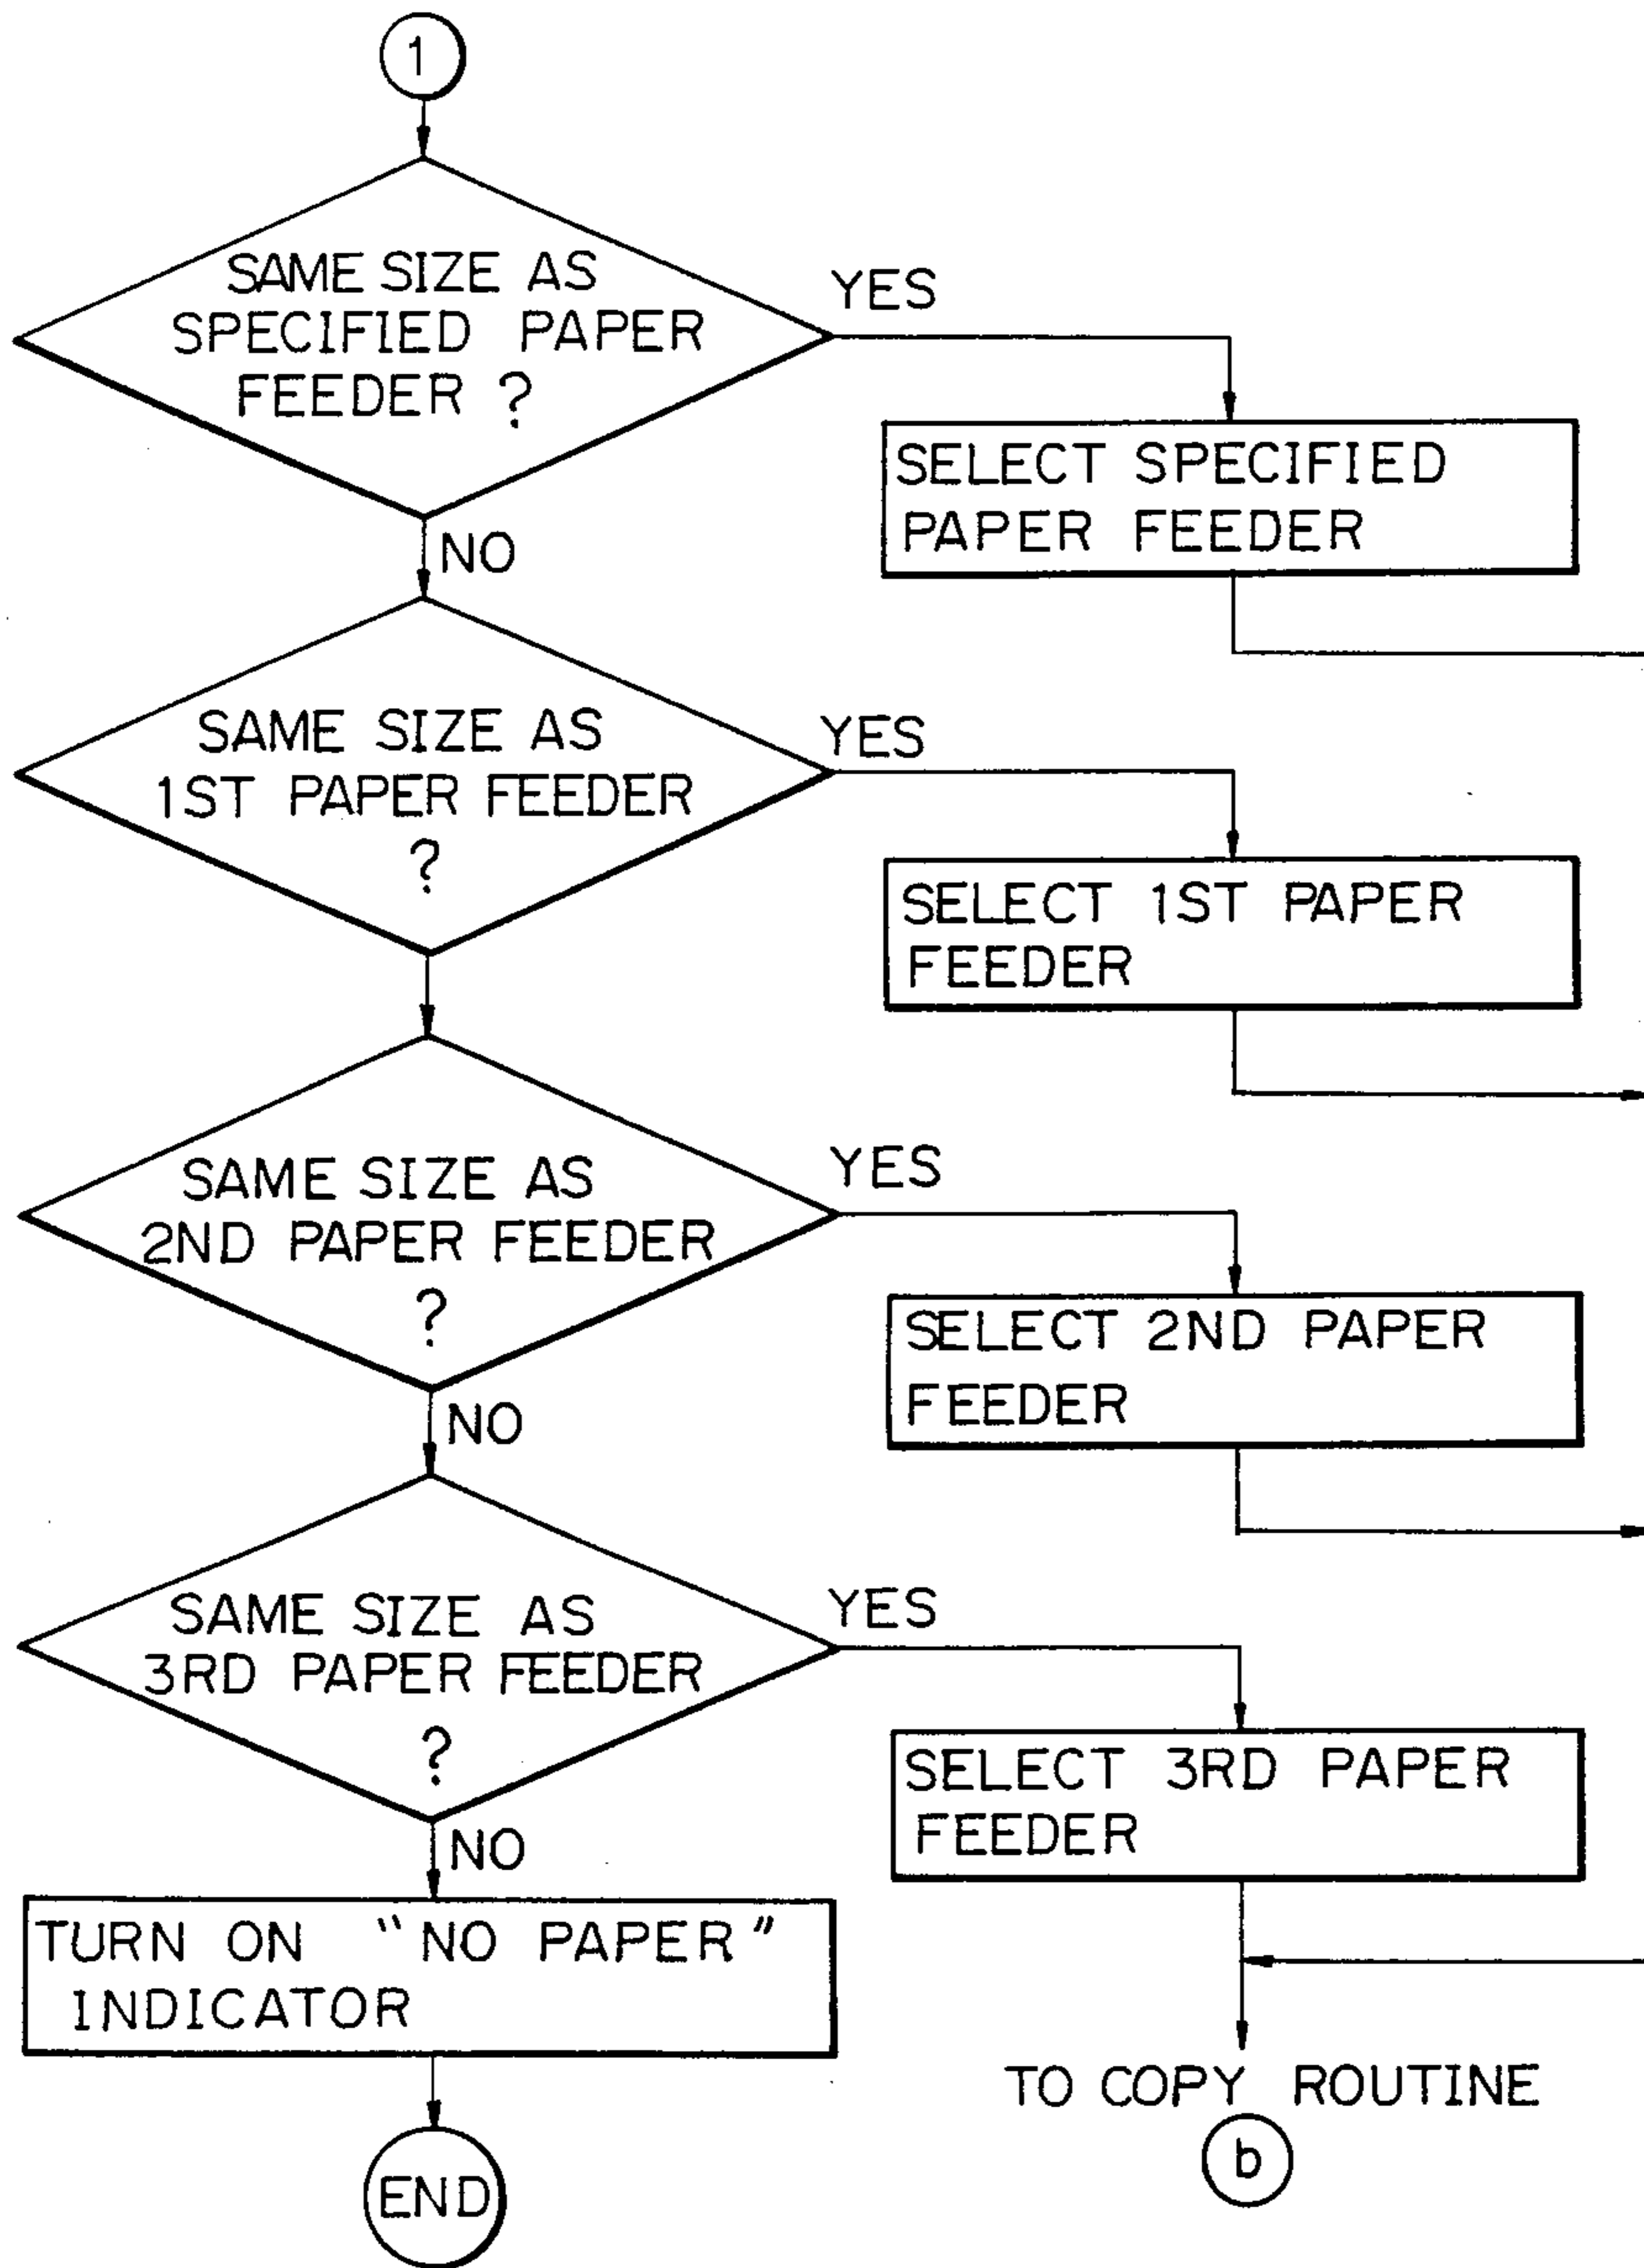 1
SAME SIZE AS
SPECIFIED PAPER
FEEDER ?
YES
SELECT SPECIFIED
PAPER FEEDER
NO
SAME SIZE AS
1ST PAPER FEEDER
?
YES
SELECT 1ST PAPER
FEEDER
SAME SIZE AS
2ND PAPER FEEDER
?
YES
SELECT 2ND PAPER
FEEDER
NO
SAME SIZE AS
3RD PAPER FEEDER
?
YES
SELECT 3RD PAPER
FEEDER
NO
TURN ON "NO PAPER"
INDICATOR
END
TO COPY ROUTINE
b